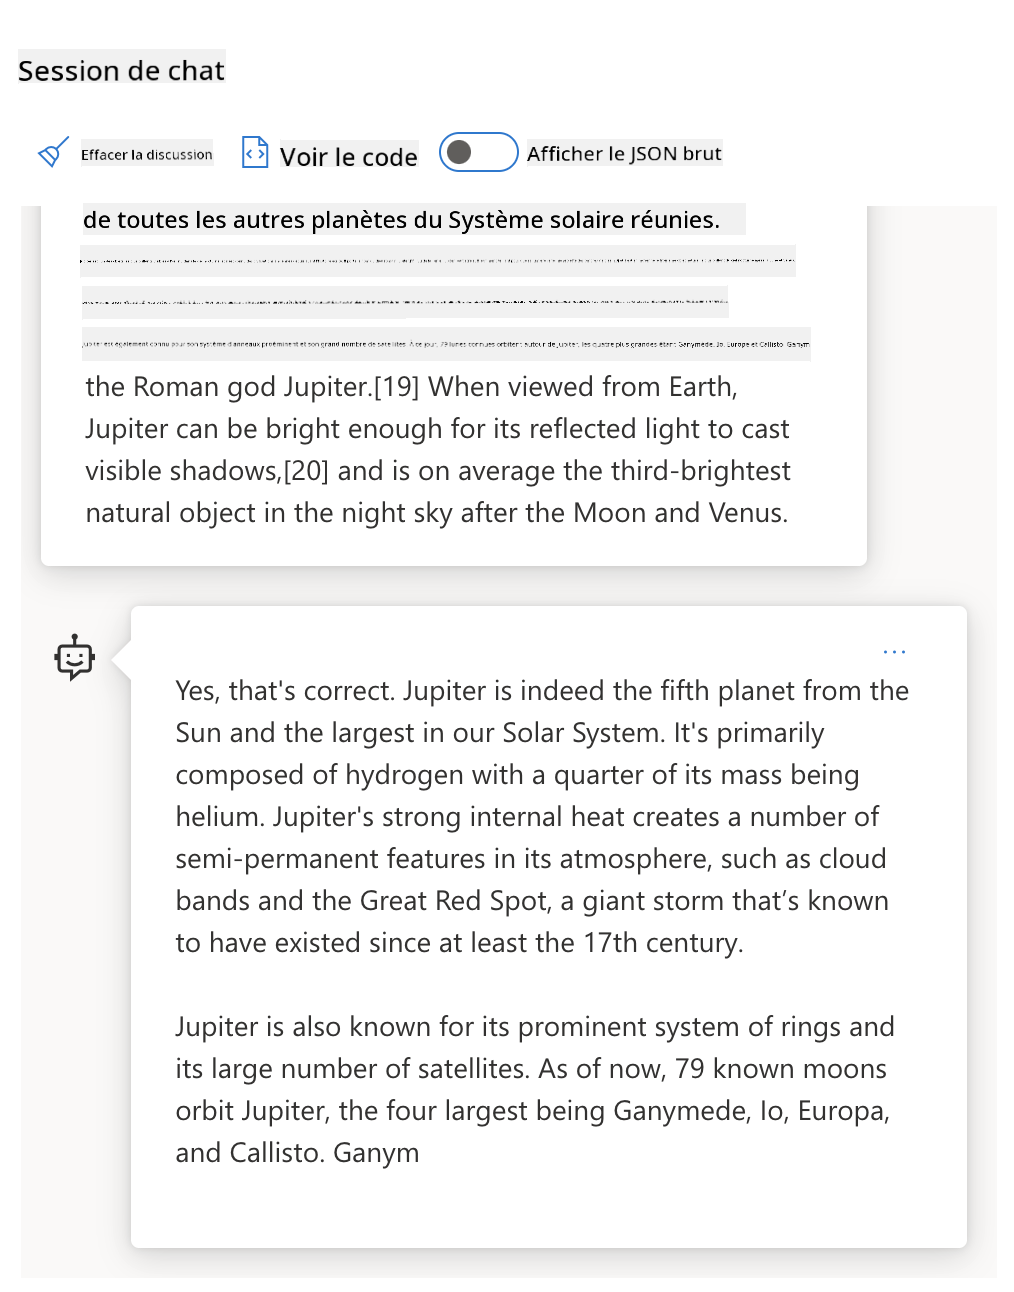 Session de chat
Effacer la discussion
Voir le code
Afficher le JSON brut
de toutes les autres planètes du Système solaire réunies.
Jupiter est également connu pour son système d'anneaux proéminent et son grand nombre de satellites. À ce jour, 79 lunes connues orbitent autour de Jupiter, les quatre plus grandes étant Ganymède, Io, Europe et Callisto. Ganym
the Roman god Jupiter.[19] When viewed from Earth,
Jupiter can be bright enough for its reflected light to cast
visible shadows,[20] and is on average the third-brightest
natural object in the night sky after the Moon and Venus.
...
Yes, that's correct. Jupiter is indeed the fifth planet from the
Sun and the largest in our Solar System. It's primarily
composed of hydrogen with a quarter of its mass being
helium. Jupiter's strong internal heat creates a number of
semi-permanent features in its atmosphere, such as cloud
bands and the Great Red Spot, a giant storm that’s known
to have existed since at least the 17th century.
Jupiter is also known for its prominent system of rings and
its large number of satellites. As of now, 79 known moons
orbit Jupiter, the four largest being Ganymede, Io, Europa,
and Callisto. Ganym